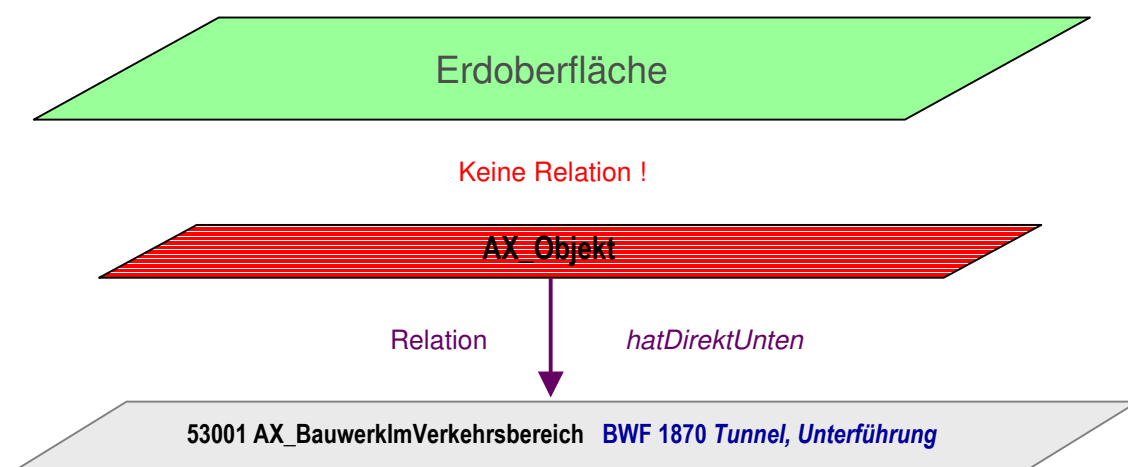 Erdoberfläche
Keine Relation !
AX_Objekt
Relation hatDirektUnten
53001 AX_BauwerkImVerkehrsbereich BWF 1870 Tunnel, Unterführung